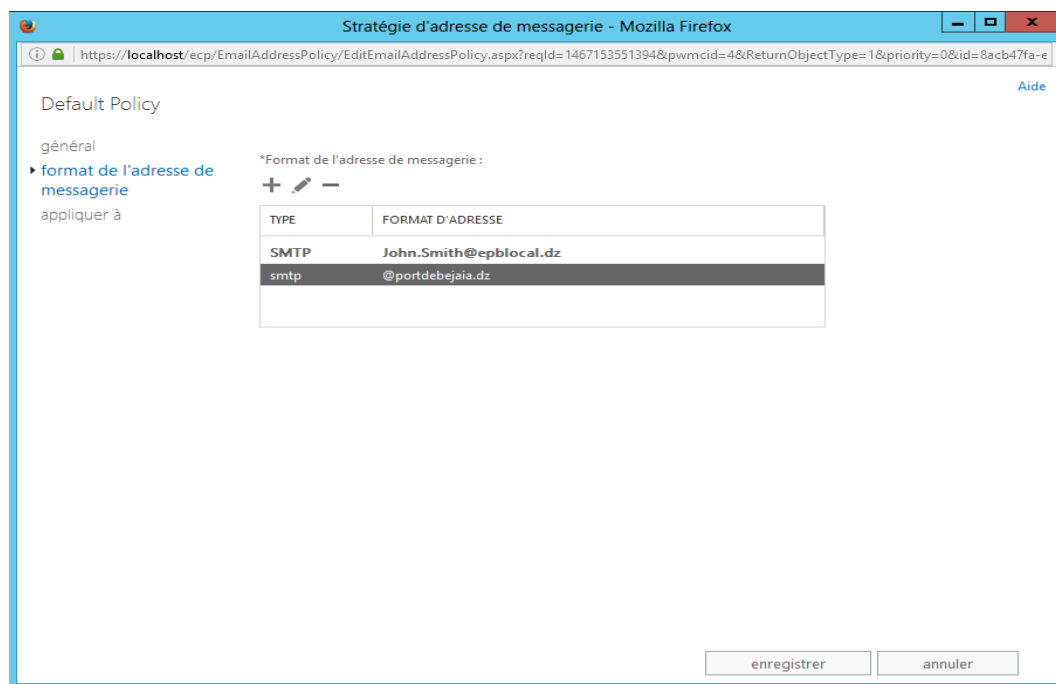 Stratégie d'adresse de messagerie - Mozilla Firefox
https://localhost/ecp/EmailAddressPolicy/EditEmailAddressPolicy.aspx?reqId=1467153551394&pwmcid=4&ReturnObjectType=1&priority=0&id=8acb47fa-e
Aide
Default Policy
général
format de l'adresse de
messagerie
appliquer à
*Format de l'adresse de messagerie :
TYPE FORMAT D'ADRESSE
SMTP John.Smith@epblocal.dz
smtp @portdebejaia.dz
enregistrer annuler